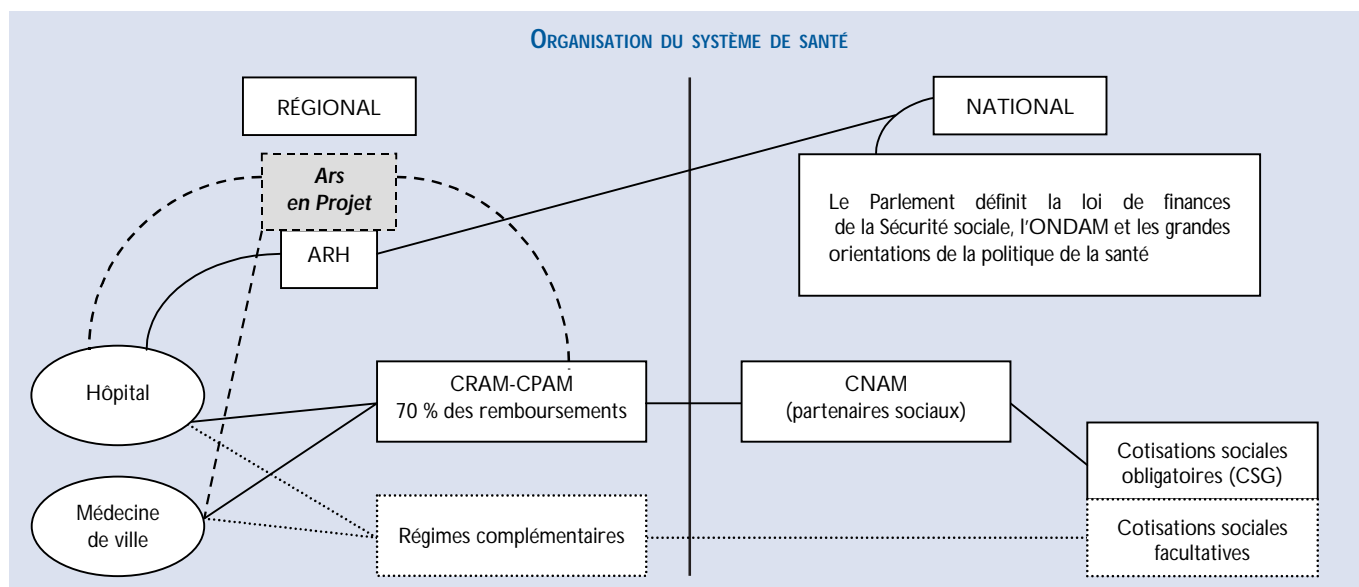 ORGANISATION DU SYSTÈME DE SANTÉ
RÉGIONAL
NATIONAL
Ars
en Projet
ARH
Le Parlement définit la loi de finances
de la Sécurité sociale, l'ONDAM et les grandes
orientations de la politique de la santé
Hôpital
CRAM-CPAM
70 % des remboursements
CNAM
(partenaires sociaux)
Cotisations sociales
obligatoires (CSG)
Médecine
de ville
Régimes complémentaires
Cotisations sociales
facultatives